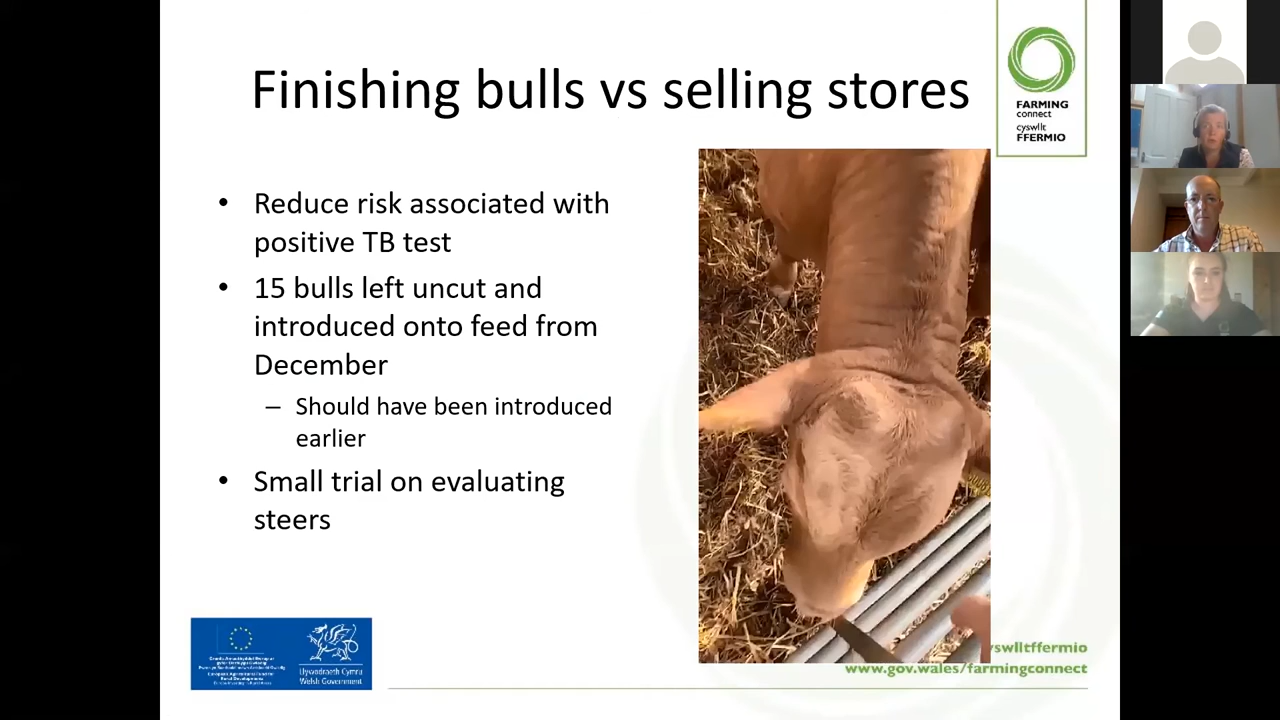 Finishing bulls vs selling stores
FARMING
connect
cyswllt
FFERMIO
• Reduce risk associated with
positive TB test
• 15 bulls left uncut and
introduced onto feed from
December
– Should have been introduced
earlier
• Small trial on evaluating
steers
Llywodraeth Cymru
Welsh Government
yswlltffermio
www.gov.wales/farmingconnect